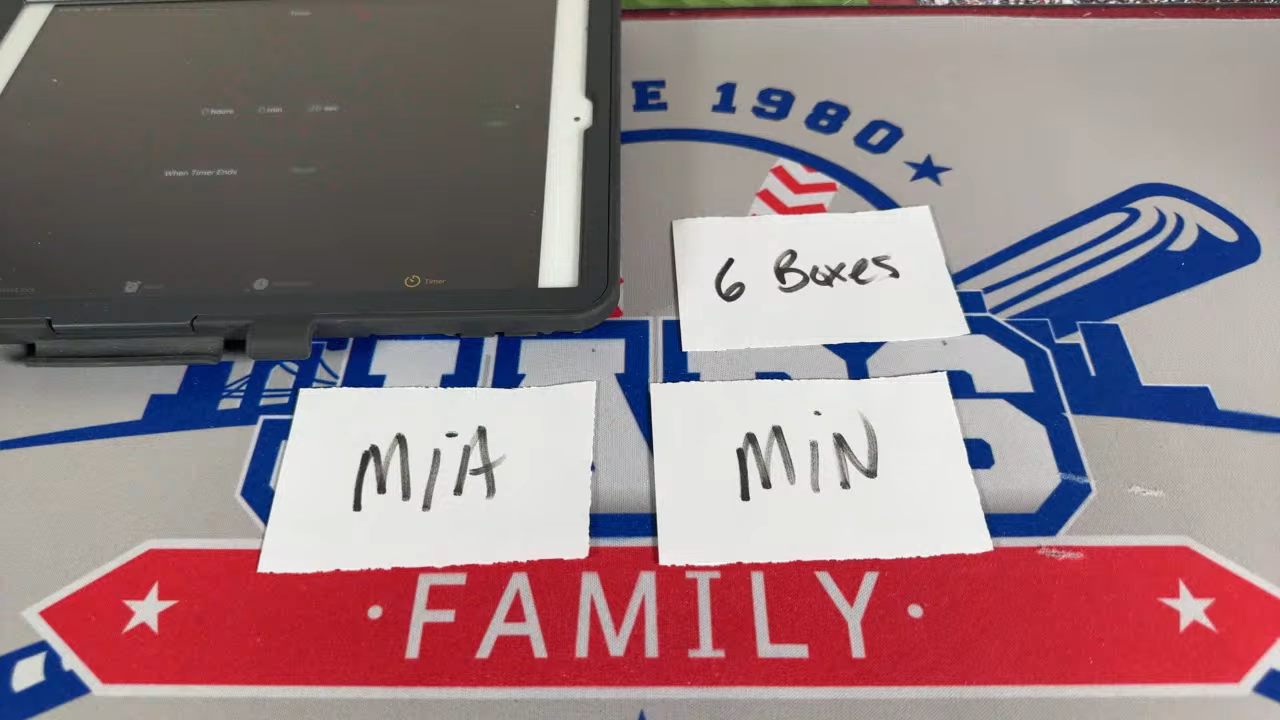 hours min sec
When Timer Ends
Timer
E 1980
6 Boxes
MiA
MiN
FAMILY